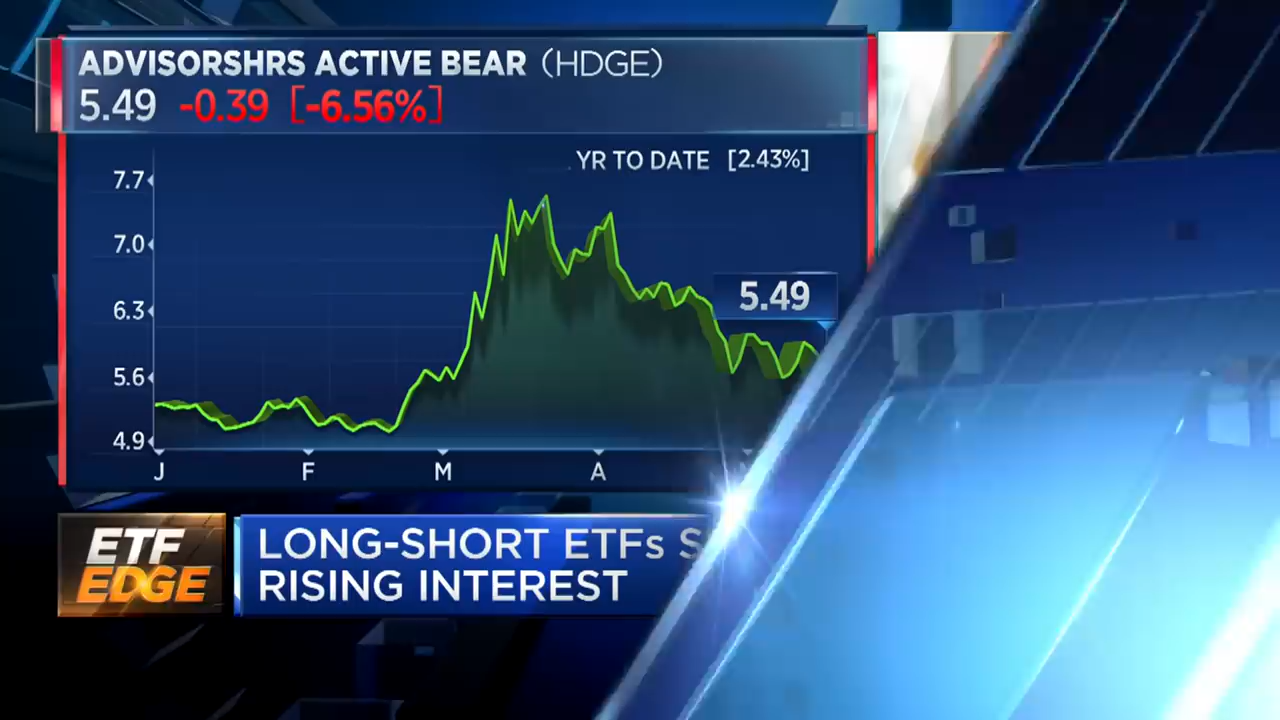 ADVISORSHRS ACTIVE BEAR (HDGE)
5.49 -0.39 [-6.56%]
YR TO DATE [2.43%]
7.7
7.0
6.3
5.6
4.9
5.49
J F M A
ETF
EDGE
LONG-SHORT ETFs
RISING INTEREST